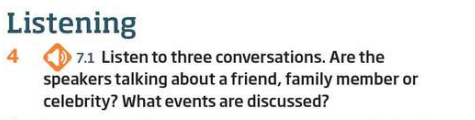 Listening
4 7.1 Listen to three conversations. Are the
speakers talking about a friend, family member or
celebrity? What events are discussed?